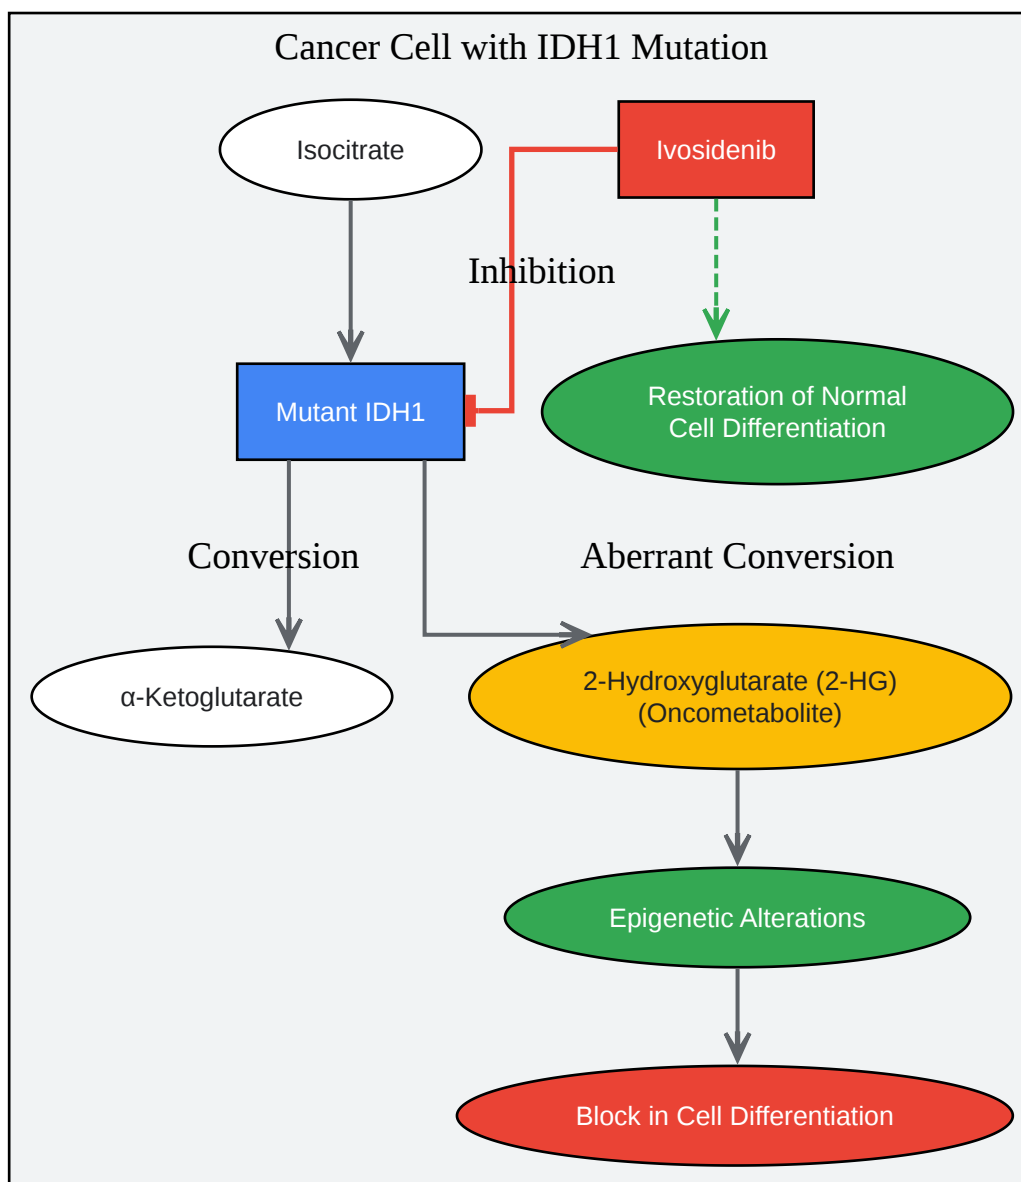 Cancer Cell with IDH1 Mutation
Isocitrate
Ivosidenib
Inhibition
Mutant IDH1
Restoration of Normal
Cell Differentiation
Conversion
Aberrant Conversion
α-Ketoglutarate
2-Hydroxyglutarate (2-HG)
(Oncometabolite)
Epigenetic Alterations
Block in Cell Differentiation